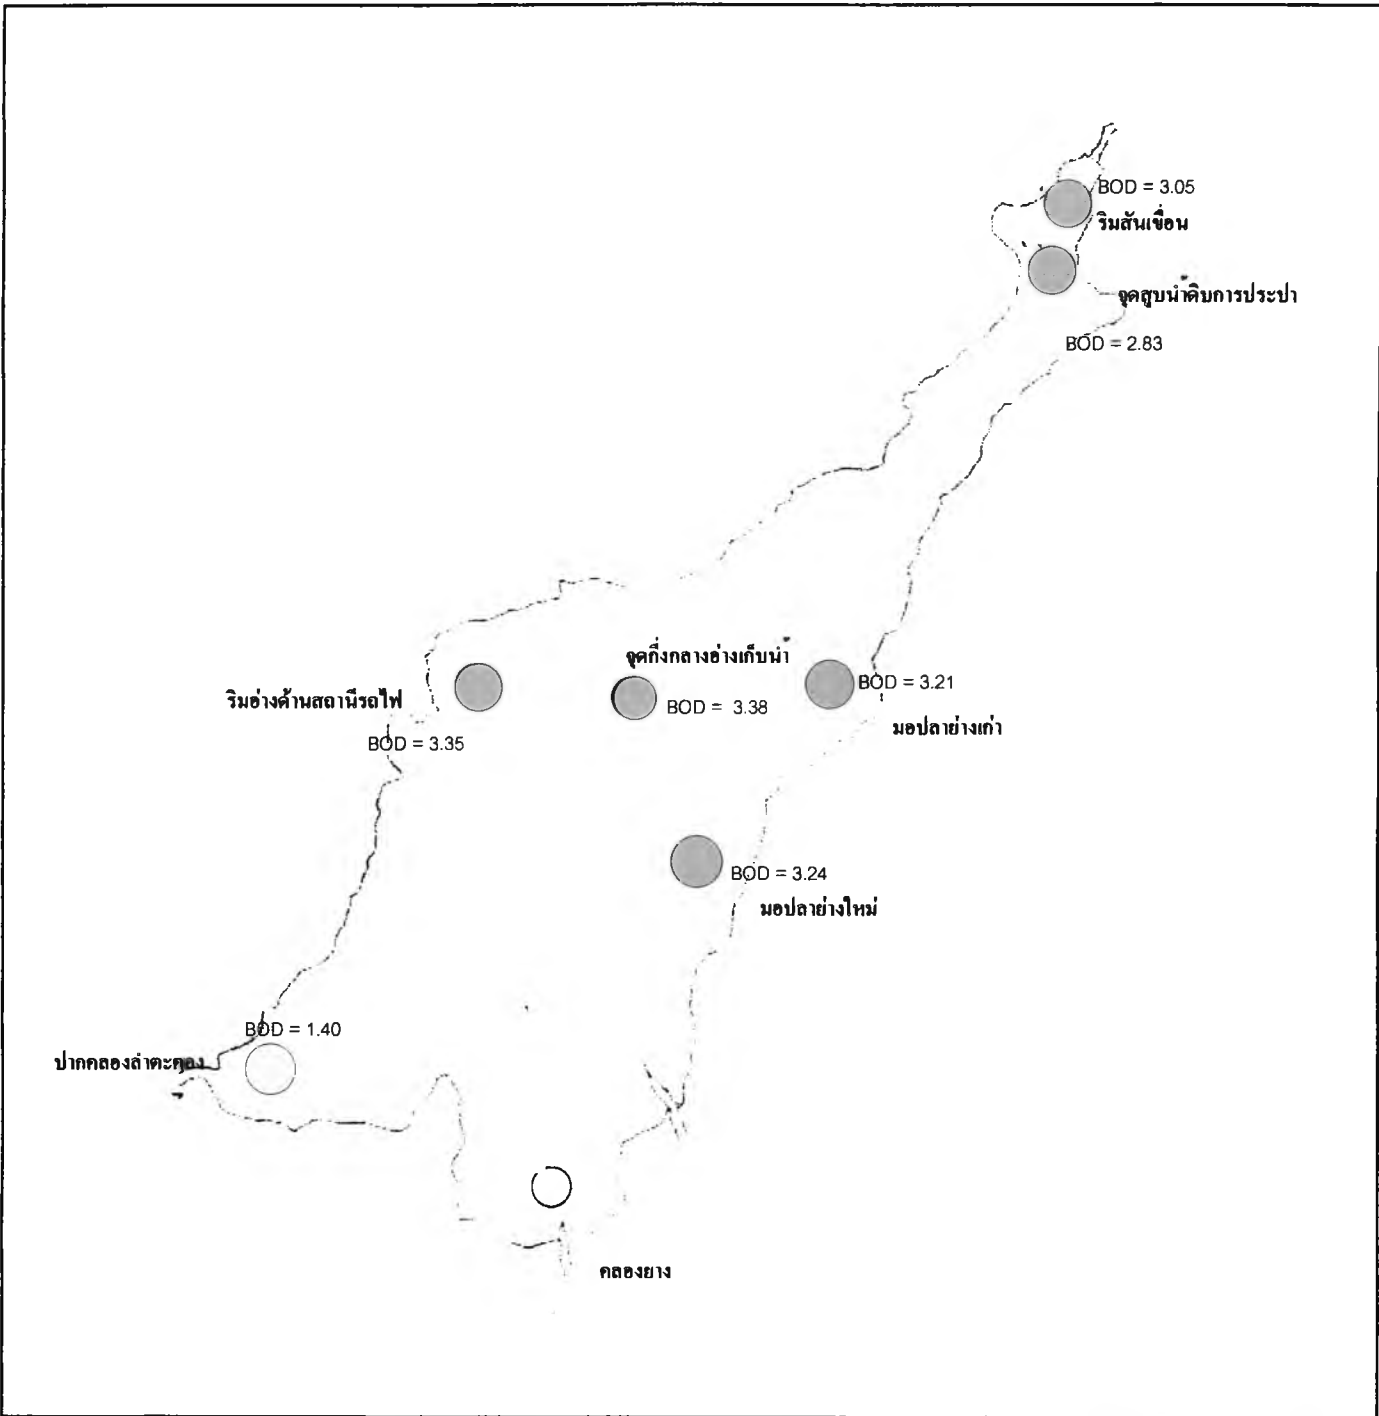 BOD = 3.05
ริมสันเขื่อน
จุดสูบน้ำดิบการประปา
BOD = 2.83
จุดกึ่งกลางอ่างเก็บน้ำ
BOD = 3.21
ริมอ่างด้านสถานีรถไฟ
BOD = 3.38
มอปลาย่างเก่า
BOD = 3.35
BOD = 3.24
มอปลาย่างใหม่
BOD = 1.40
ปากคลองลำตะคอง
คลองยาง